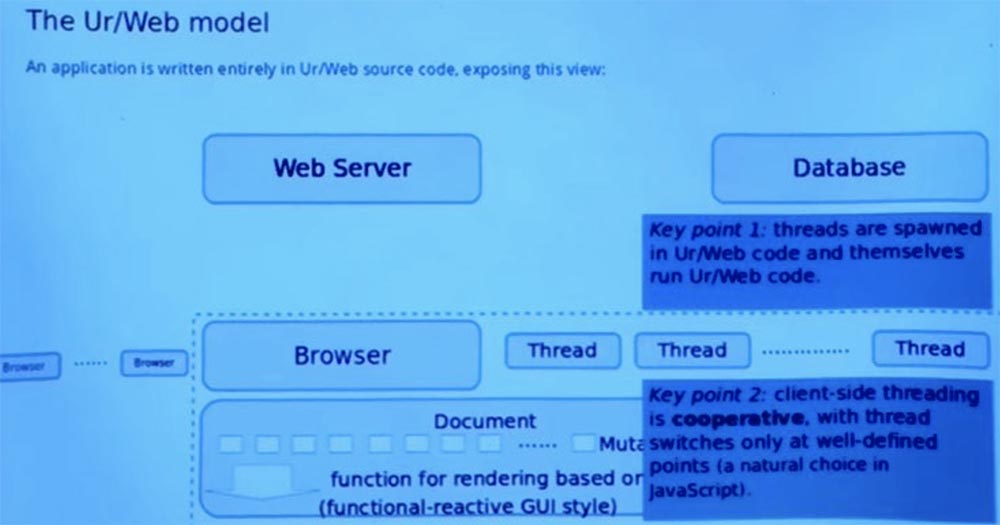 The Ur/Web model
An application is written entirely in Ur/Web source code, exposing this view:
Web Server
Database
Key point 1: threads are spawned
in Ur/Web code and themselves
run Ur/Web code.
Browser
......
Browser
Browser
Thread
Thread
................
Thread
Key point 2: client-side threading
is cooperative, with thread
switches only at well-defined
points (a natural choice in
JavaScript).
Document
...... Muta
function for rendering based or
(functional-reactive GUI style)